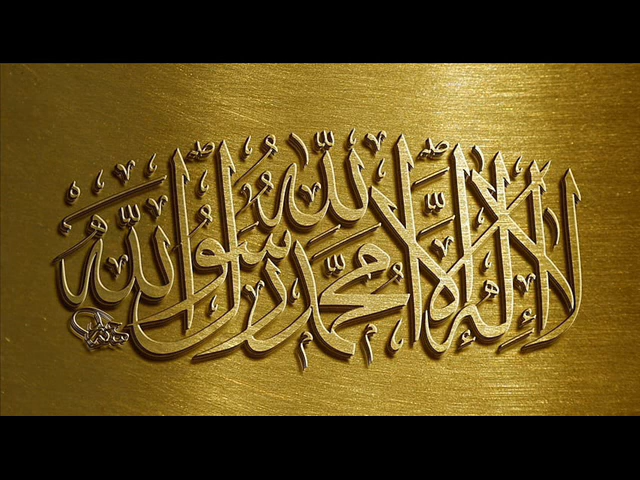 لا إله إلا الله محمد رسول الله